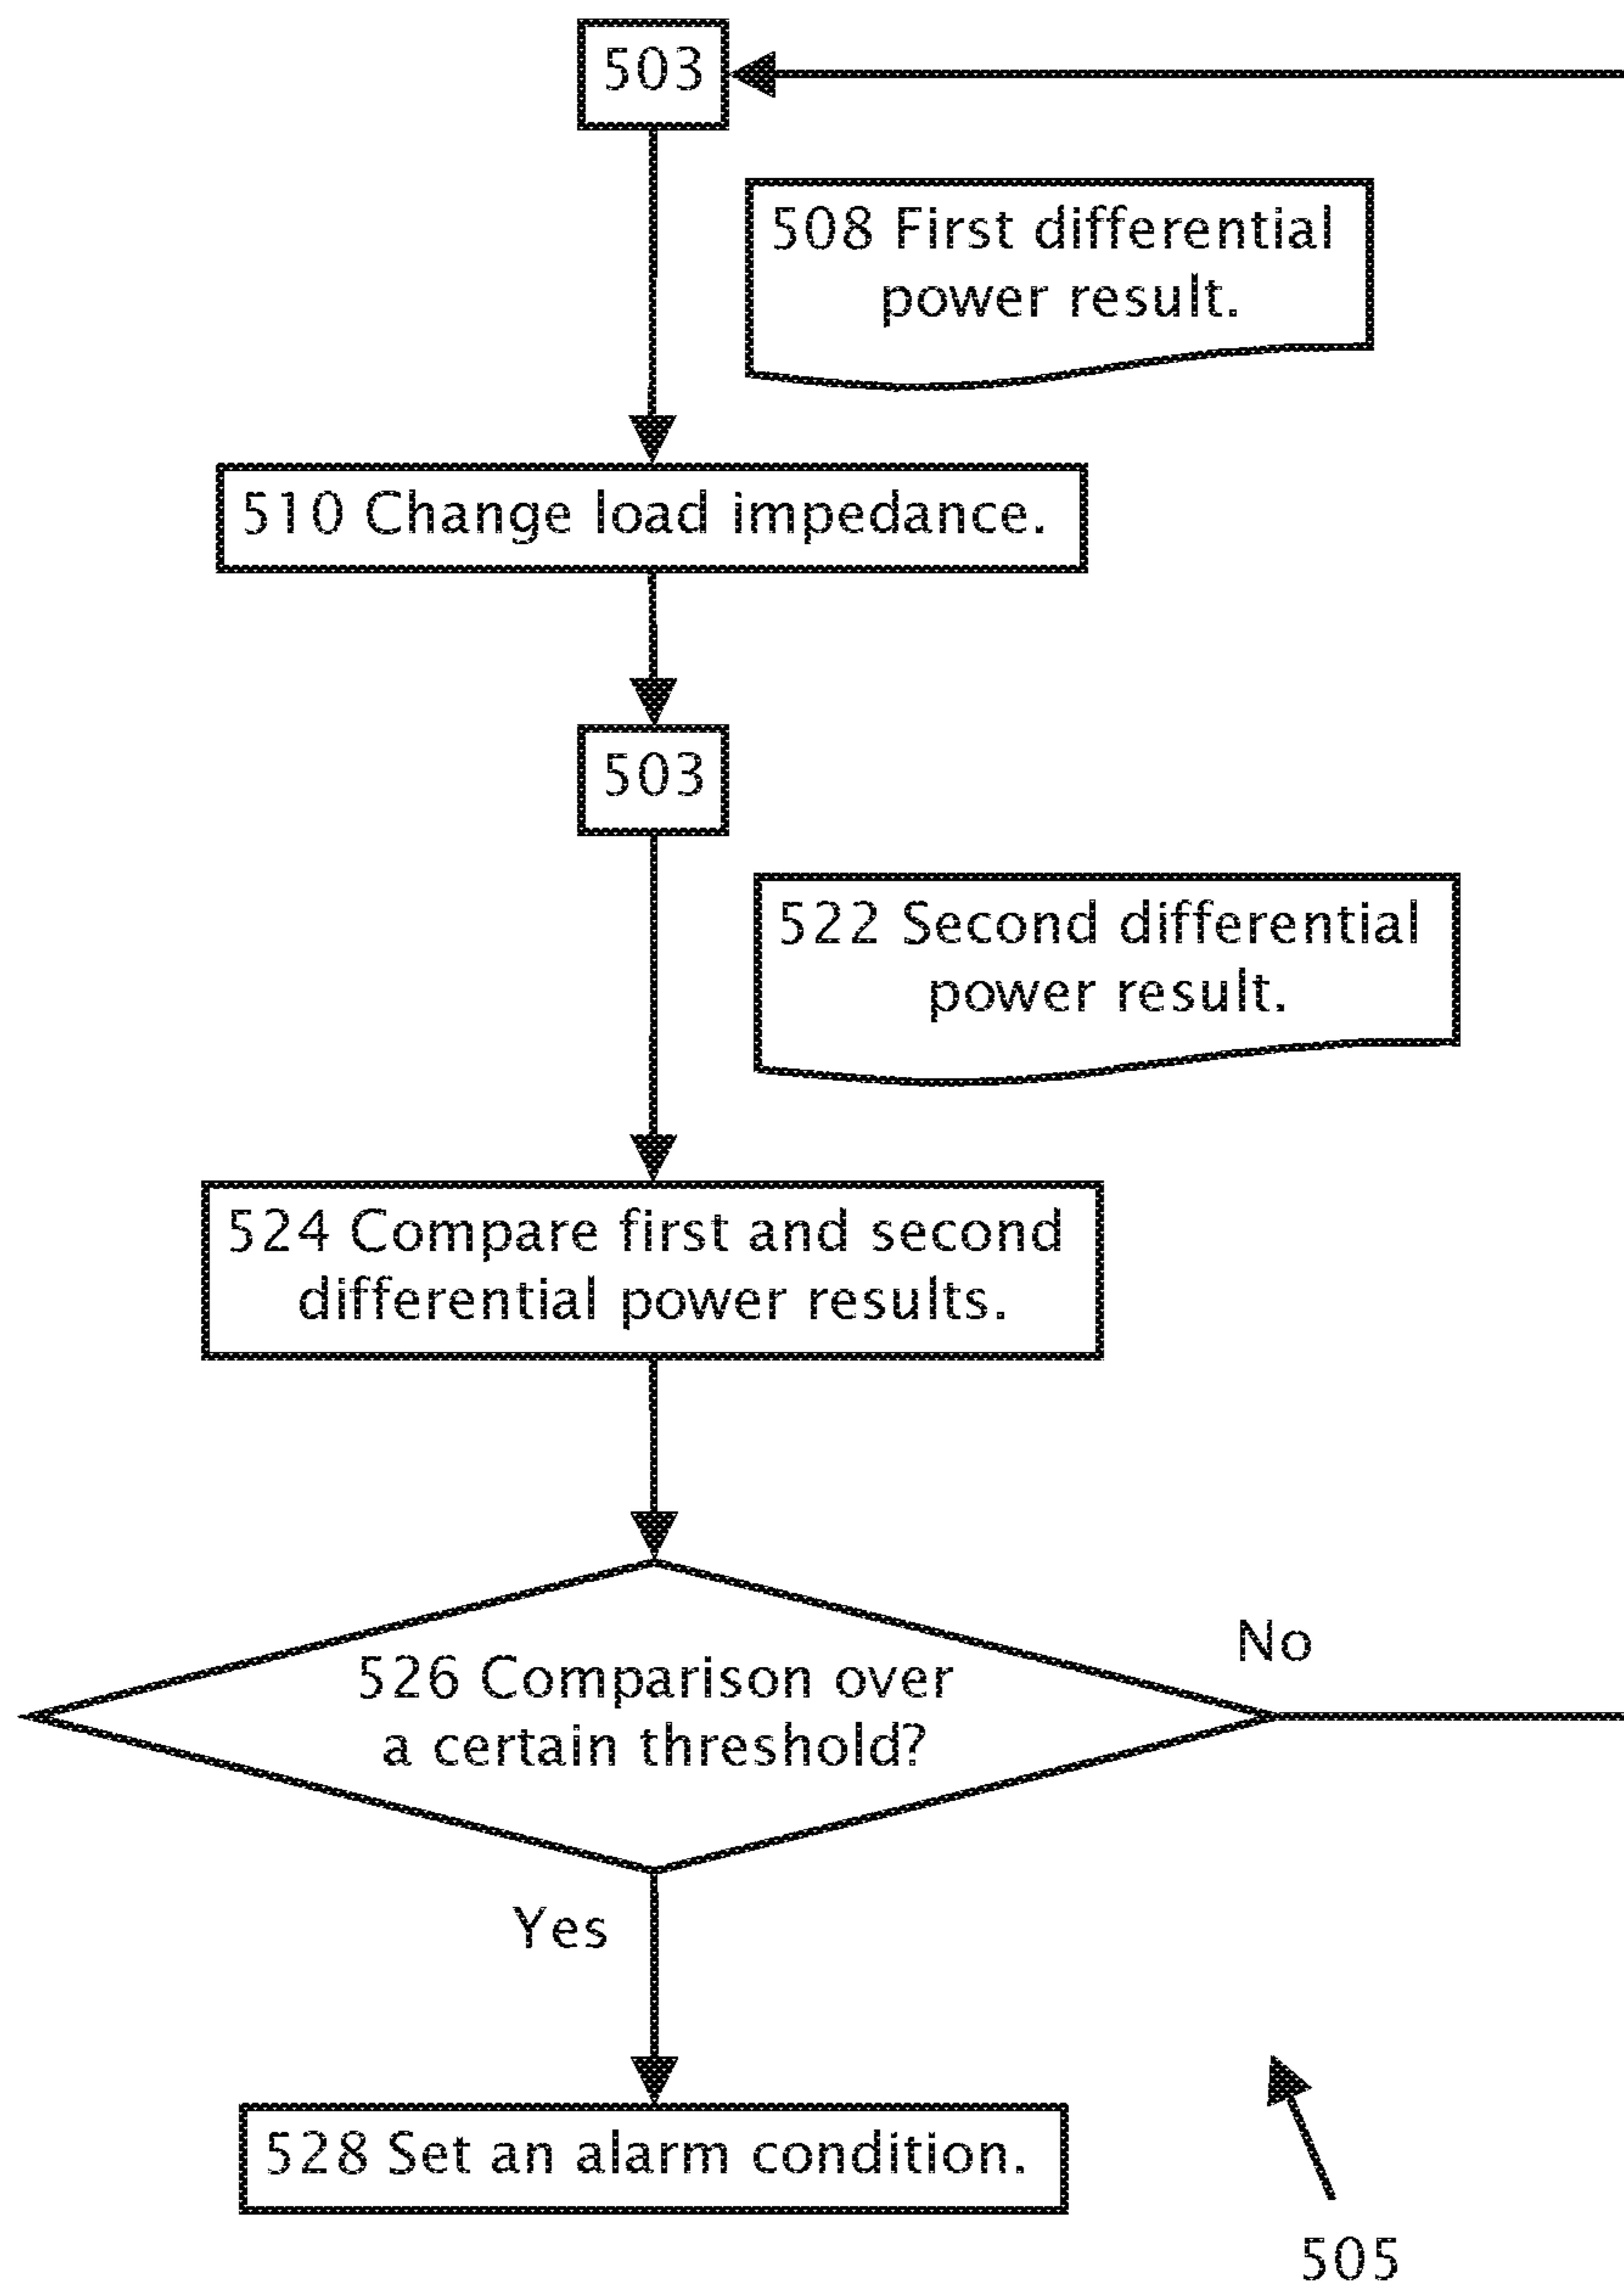 503
508 First differential
power result.
510 Change load impedance.
503
522 Second differential
power result.
524 Compare first and second
differential power results.
526 Comparison over
a certain threshold?
No
Yes
528 Set an alarm condition.
505